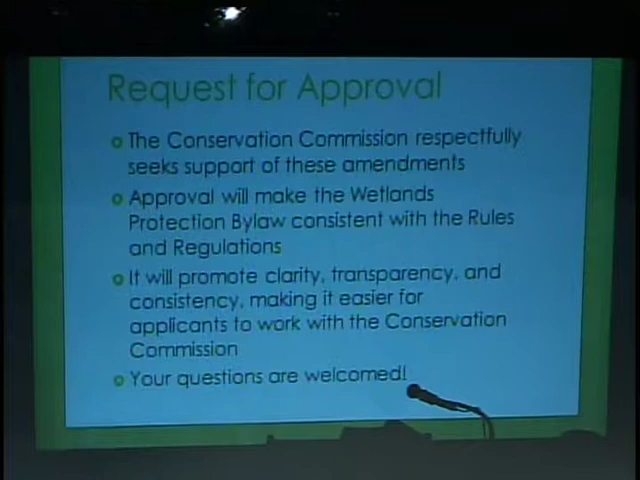 Request for Approval
The Conservation Commission respectfully
seeks support of these amendments
Approval will make the Wetlands
Protection Bylaw consistent with the Rules
and Regulations
It will promote clarity, transparency, and
consistency, making it easier for
applicants to work with the Conservation
Commission
Your questions are welcomed!